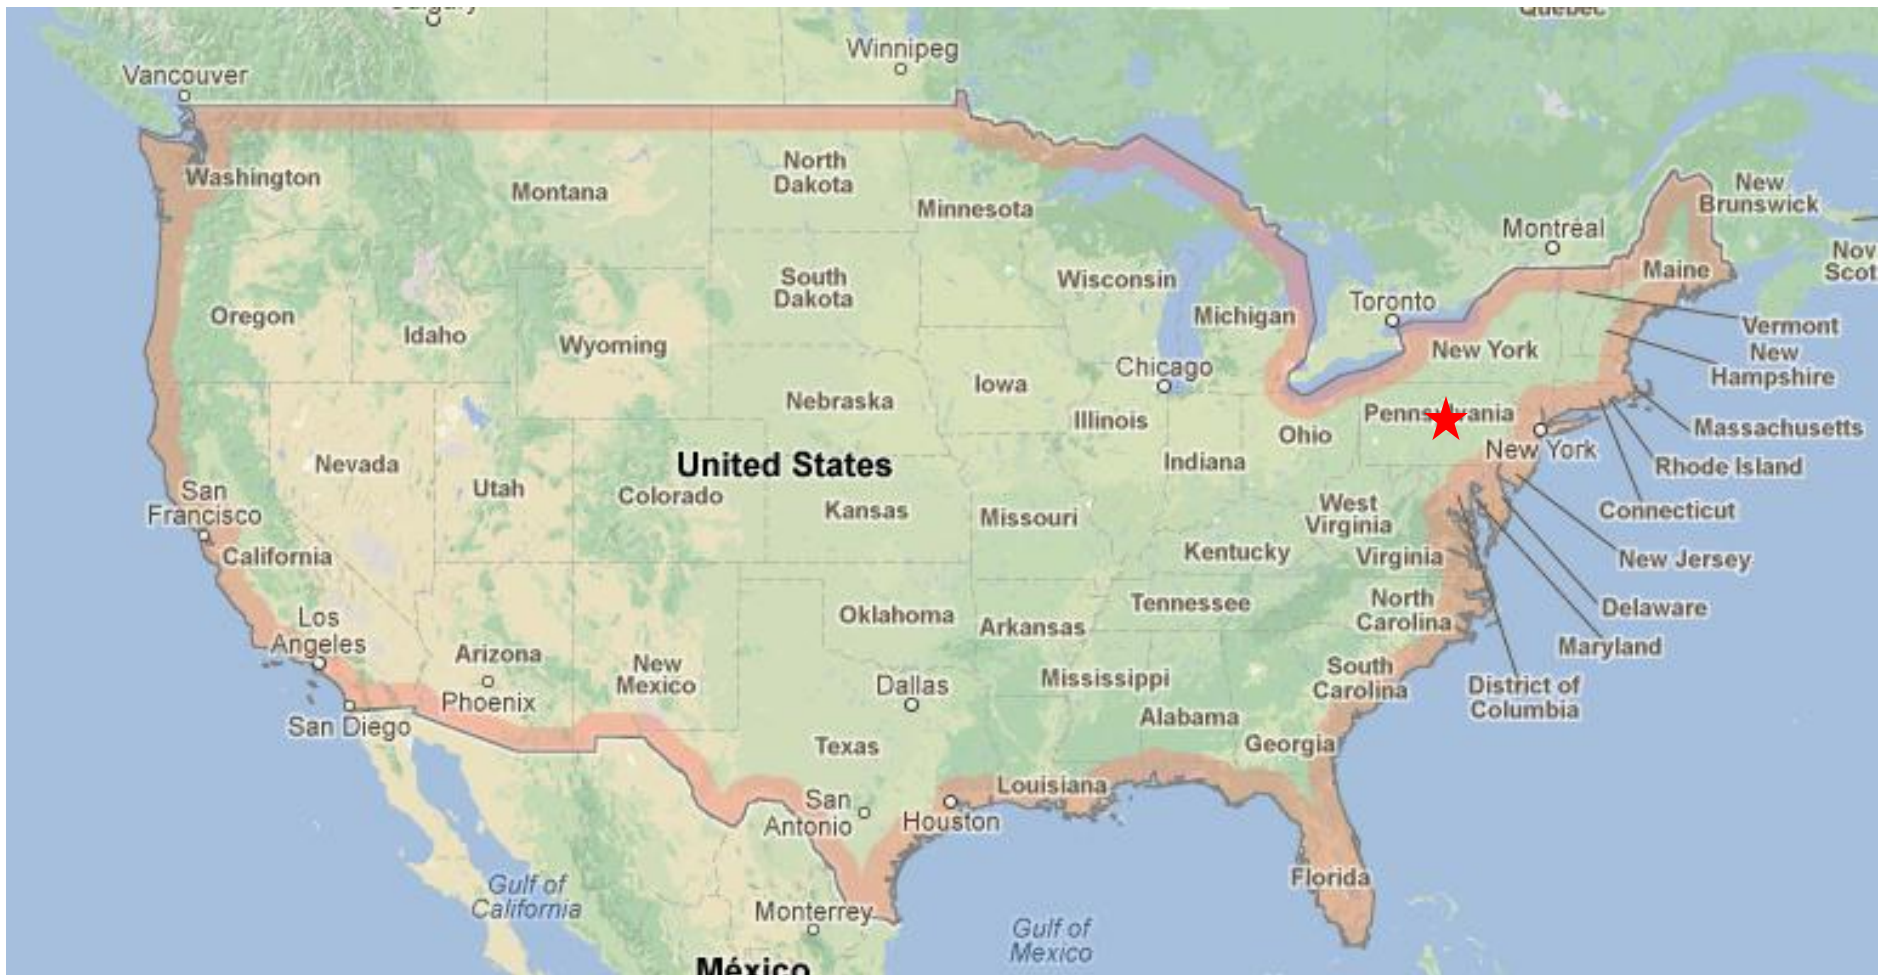 Calgary
Québec
Winnipeg
Vancouver
Washington
Montana
North
Dakota
Minnesota
New
Brunswick
Montréal
Nov
Scot
Maine
Oregon
Idaho
Wyoming
South
Dakota
Wisconsin
Michigan
Toronto
New York
Vermont
New
Hampshire
Chicago
Iowa
Nebraska
Illinois
Ohio
Pennsylvania
Massachusetts
New York
Rhode Island
Nevada
Utah
Colorado
United States
Indiana
San
Francisco
California
Kansas
Missouri
West
Virginia
Connecticut
Kentucky
Virginia
New Jersey
Los
Angeles
Arizona
Phoenix
New
Mexico
Oklahoma
Arkansas
Tennessee
North
Carolina
Delaware
Maryland
San Diego
Dallas
Mississippi
South
Carolina
District of
Columbia
Texas
Alabama
Georgia
San
Antonio
Houston
Louisiana
Florida
Gulf of
California
Monterrey
Gulf of
Mexico
México